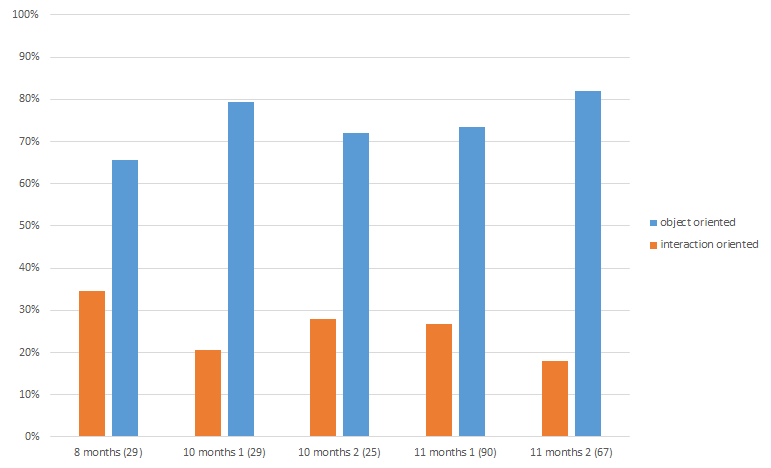 100%
90%
80%
70%
60%
50%
40%
30%
20%
10%
0%
8 months (29)
10 months 1 (29)
10 months 2 (25)
11 months 1 (90)
11 months 2 (67)
object oriented
interaction oriented